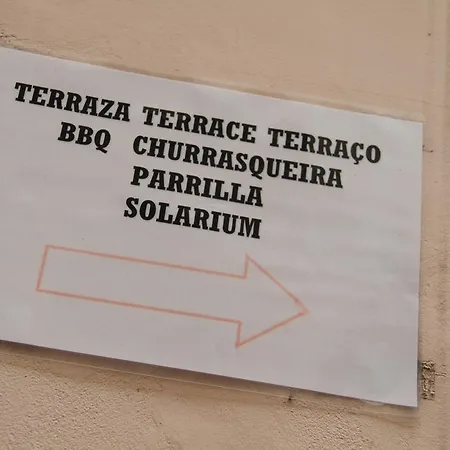 TERRAZA TERRACE TERRAÇO
BBQ CHURRASQUEIRA
PARRILLA
SOLARIUM